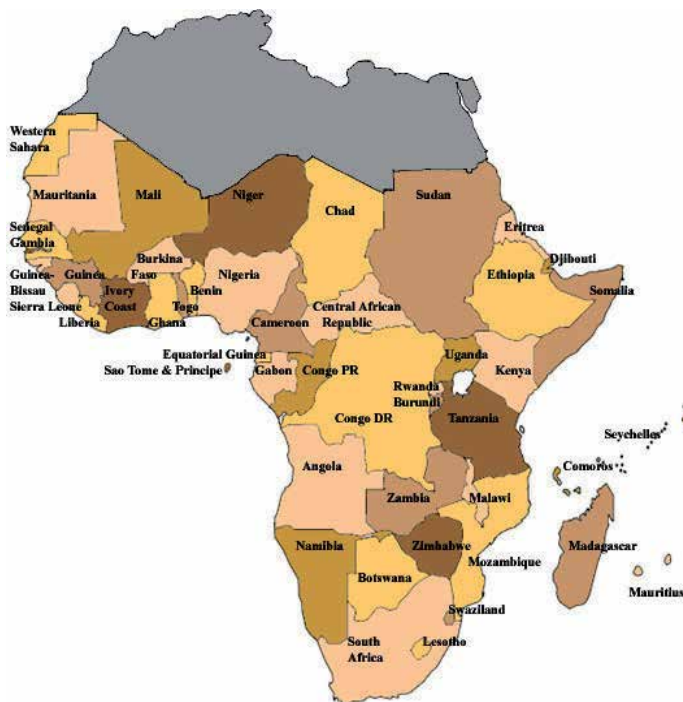 Western
Sahara
Mauritania
Mali
Niger
Chad
Sudan
Eritrea
Senegal
Gambia
Djibouti
Guinea-
Bissau
Guinea
Burkina
Faso
Nigeria
Benin
Ethiopia
Somalia
Sierra Leone
Ivory
Coast
Togo
Ghana
Liberia
Cameroon
Central African
Republic
Equatorial Guinea
Gabon
Congo PR
Uganda
Kenya
Sao Tome & Principe
Rwanda
Burundi
Congo DR
Tanzania
Seychelles
Angola
Comoros
Zambia
Malawi
Namibia
Zimbabwe
Madagascar
Mozambique
Botswana
Mauritius
Swaziland
South
Africa
Lesotho